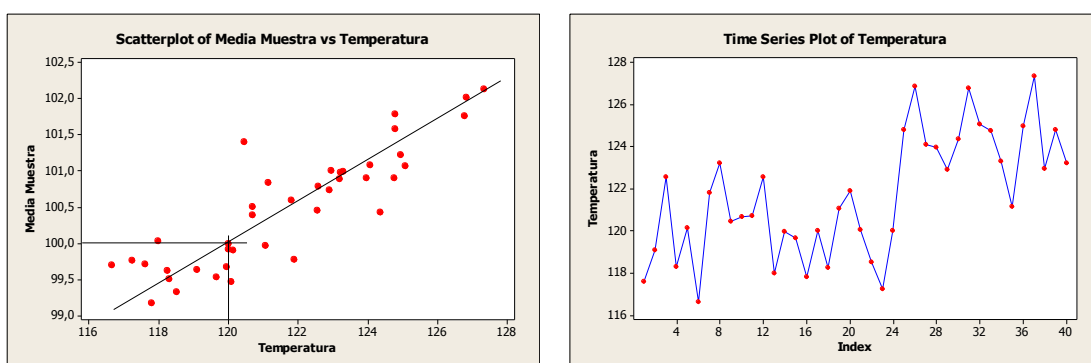 Scatterplot of Media Muestra vs Temperatura
102,5
102,0
101,5
101,0
100,5
100,0
99,5
99,0
Media Muestra
116 118 120 122 124 126 128
Temperatura
Time Series Plot of Temperatura
128
126
124
122
120
118
116
Temperatura
4 8 12 16 20 24 28 32 36 40
Index